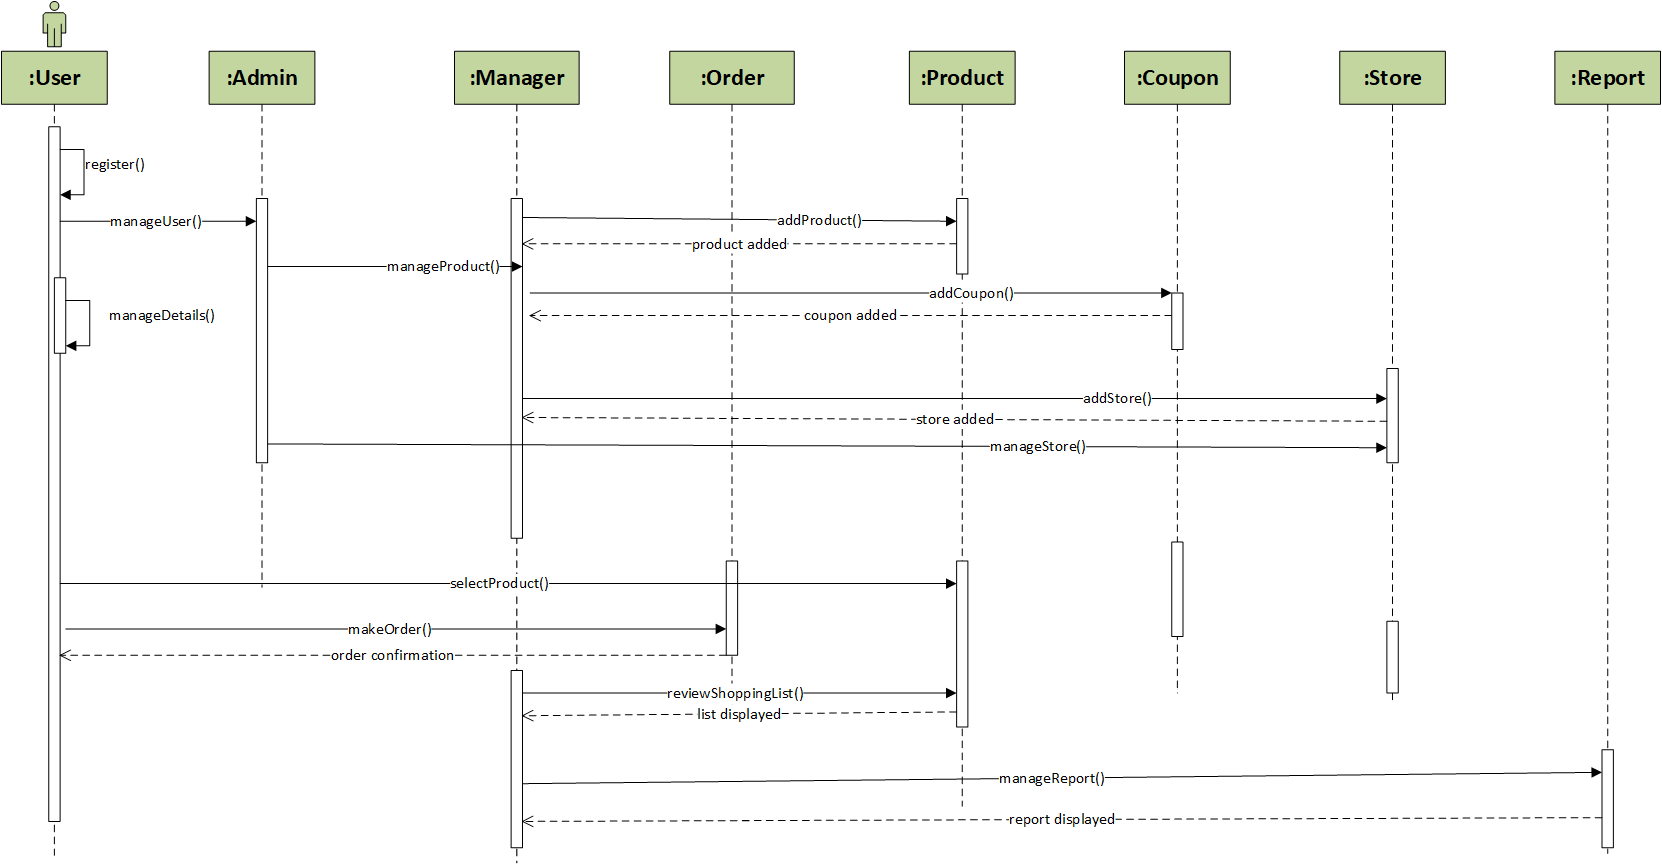 :User
:Admin
:Manager
:Order
:Product
:Coupon
:Store
:Report
register()
manageUser()
addProduct()
product added
manageProduct()
addCoupon()
manageDetails()
coupon added
addStore()
store added
manageStore()
selectProduct()
makeOrder()
order confirmation
reviewShoppingList()
list displayed
manageReport()
report displayed